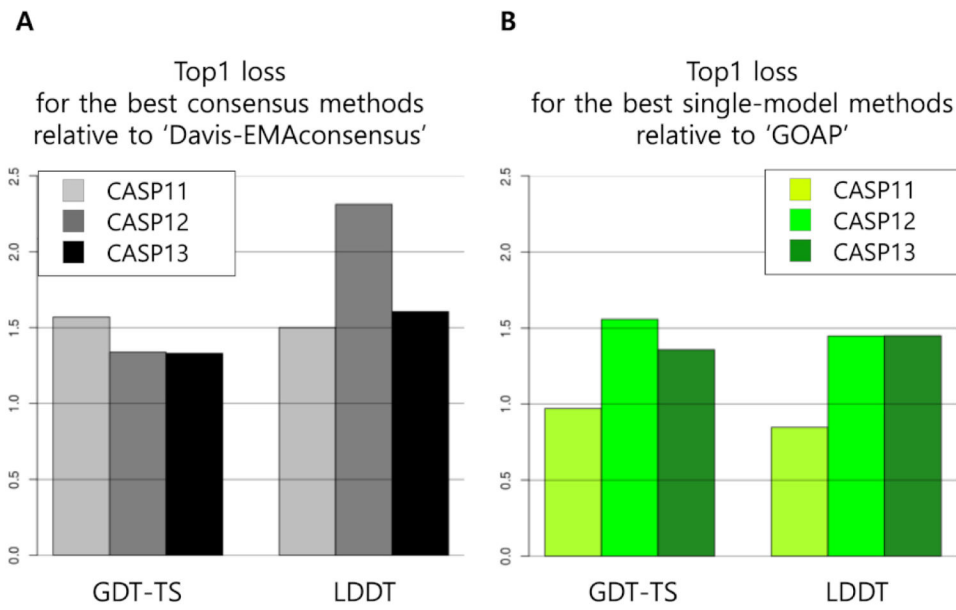 A
Top1 loss
for the best consensus methods
relative to ‘Davis-EMAconsensus’
2.5
2.0
1.5
1.0
0.5
0.0
CASP11
CASP12
CASP13
GDT-TS LDDT
B
Top1 loss
for the best single-model methods
relative to ‘GOAP’
2.5
2.0
1.5
1.0
0.5
0.0
CASP11
CASP12
CASP13
GDT-TS LDDT